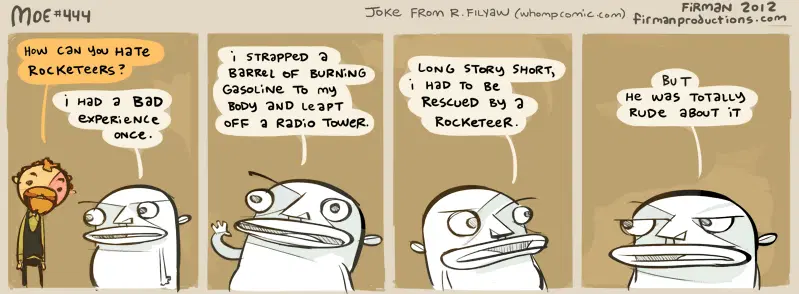 MOE #444
JOKE FROM R. FILYAW (whompcomic.com)
FiRMAN 2012
firmanproductions.com
HOW CAN YOU HATE
ROCKETEERS?
i HAD A BAD
EXPERIENCE
ONCE.
i STRAPPED A
BARREL OF BURNING
GASOLINE TO MY
BODY AND LEAPT
OFF A RADIO TOWER.
LONG STORY SHORT,
i HAD TO BE
RESCUED BY A
ROCKETEER.
BUT
HE WAS TOTALLY
RUDE ABOUT IT